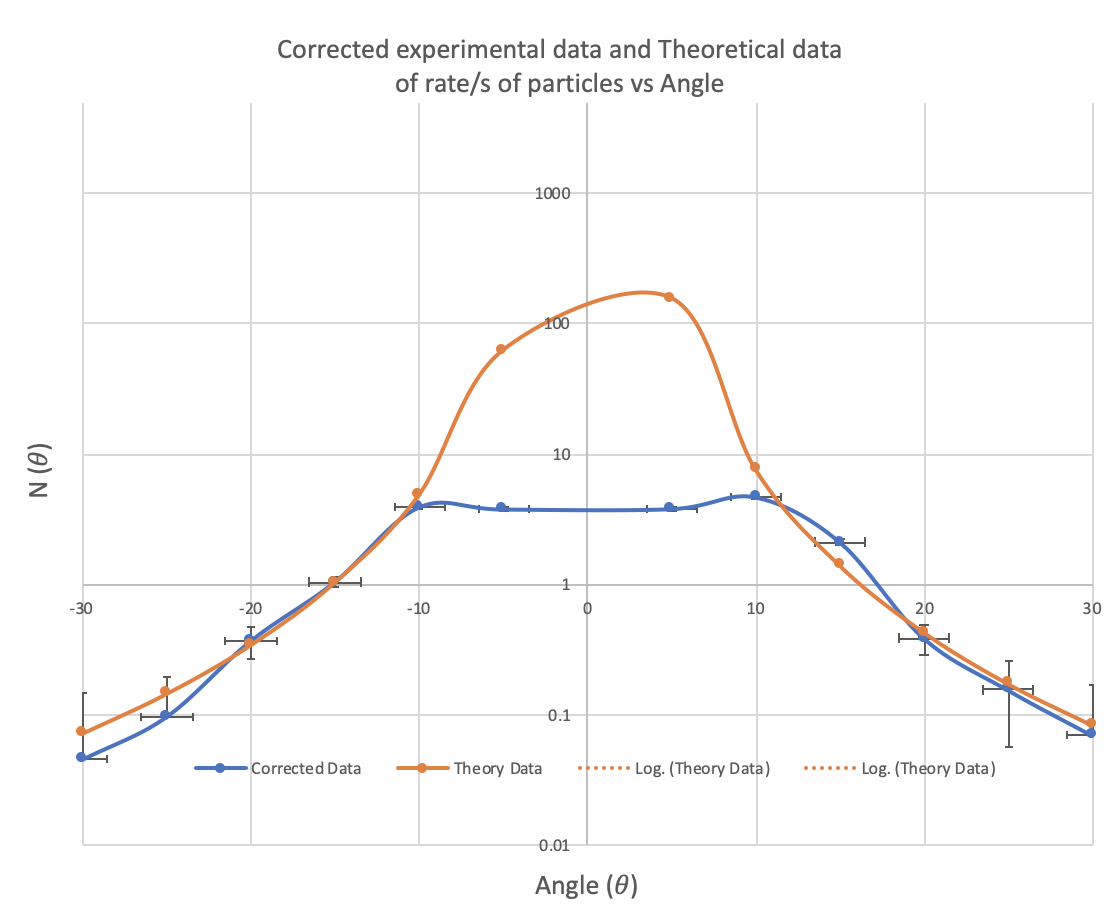 Corrected experimental data and Theoretical data
of rate/s of particles vs Angle
1000
100
10
1
-30 -20 -10 0 10 20 30
0.1
Corrected Data Theory Data Log. (Theory Data) Log. (Theory Data)
0.01
N (θ)
Angle (θ)